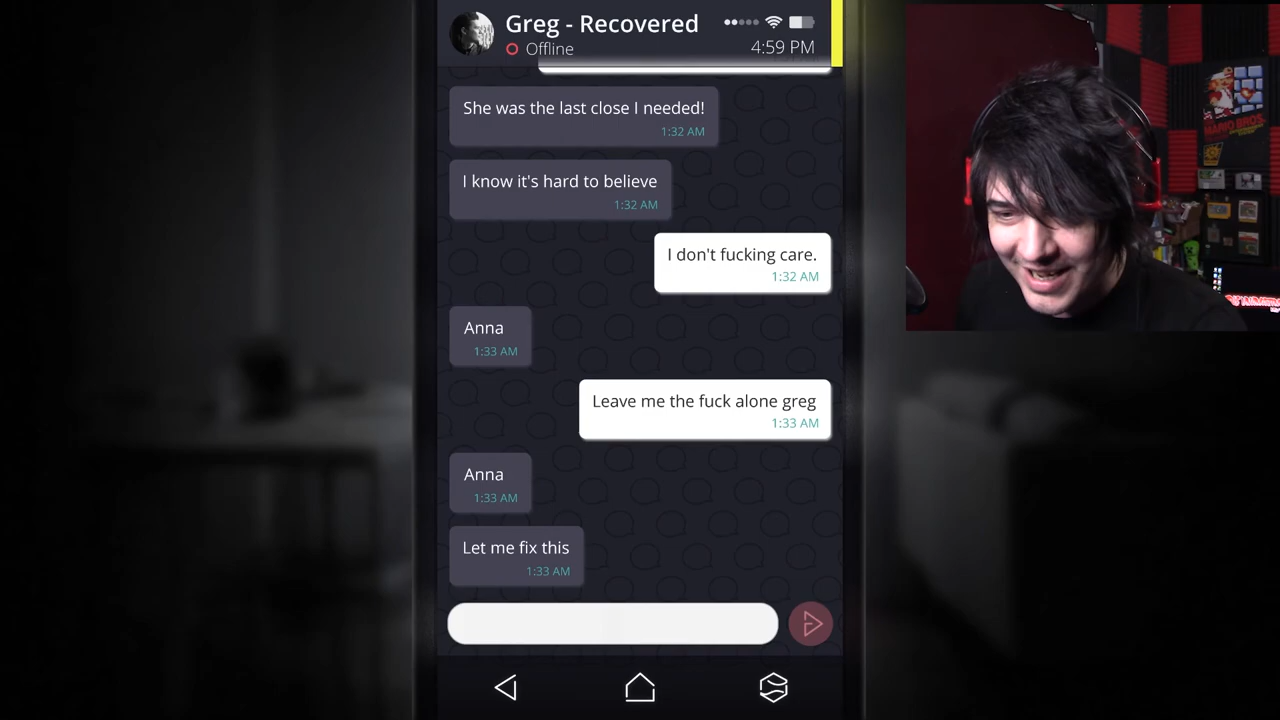 Greg - Recovered
Offline
4:59 PM
She was the last close I needed!
1:32 AM
I know it's hard to believe
1:32 AM
I don't fucking care.
1:32 AM
Anna
1:33 AM
Leave me the fuck alone greg
1:33 AM
Anna
1:33 AM
Let me fix this
1:33 AM
MARIO BROS.